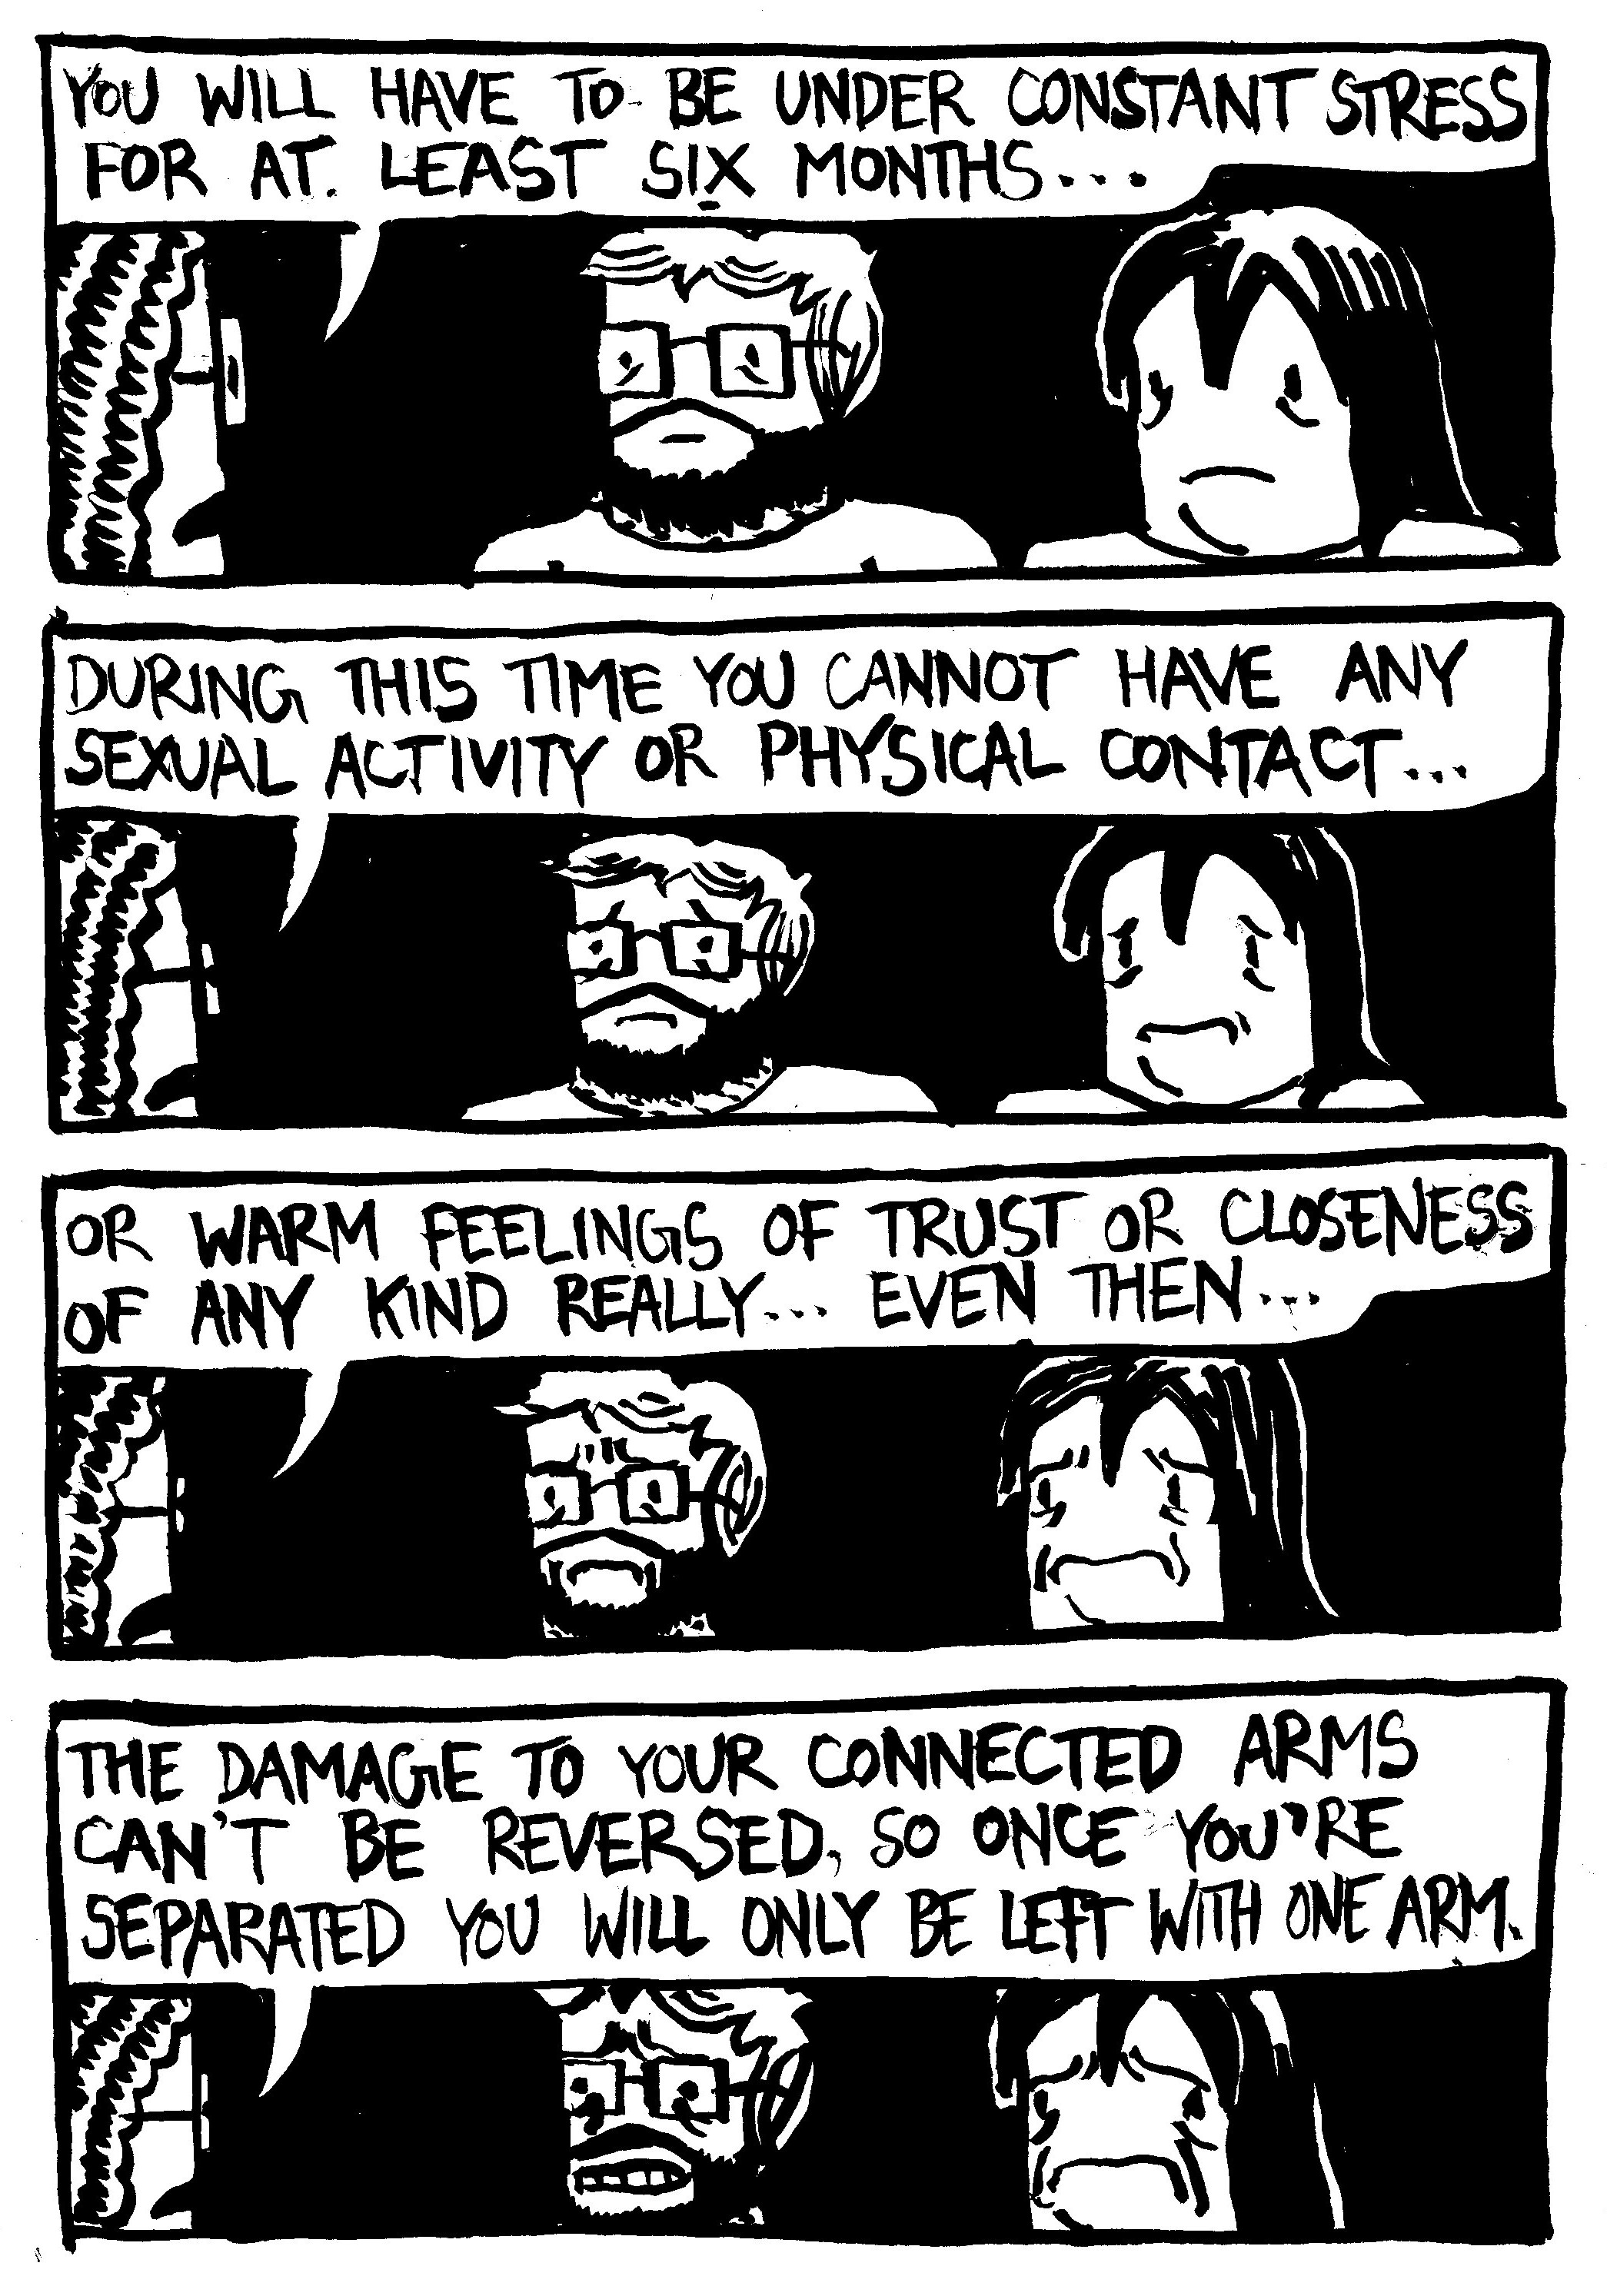 YOU WILL HAVE TO BE UNDER CONSTANT STRESS
FOR AT LEAST SIX MONTHS...
DURING THIS TIME YOU CANNOT HAVE ANY
SEXUAL ACTIVITY OR PHYSICAL CONTACT...
OR WARM FEELINGS OF TRUST OR CLOSENESS
OF ANY KIND REALLY... EVEN THEN...
THE DAMAGE TO YOUR CONNECTED ARMS
CAN'T BE REVERSED, SO ONCE YOU'RE
SEPARATED YOU WILL ONLY BE LEFT WITH ONE ARM.